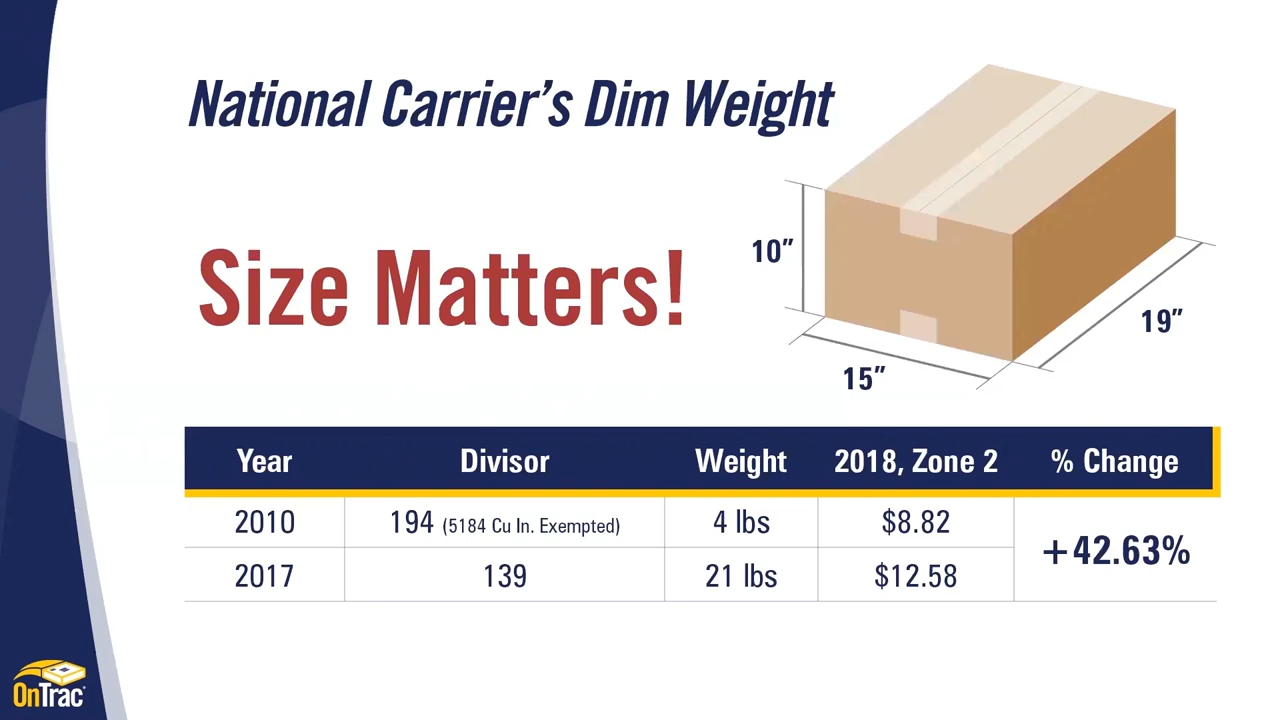 National Carrier's Dim Weight
Size Matters!
10”
15”
19”
Year Divisor Weight 2018, Zone 2 % Change
2010 194 (5184 Cu In. Exempted) 4 lbs $8.82
+42.63%
2017 139 21 lbs $12.58
OnTrac